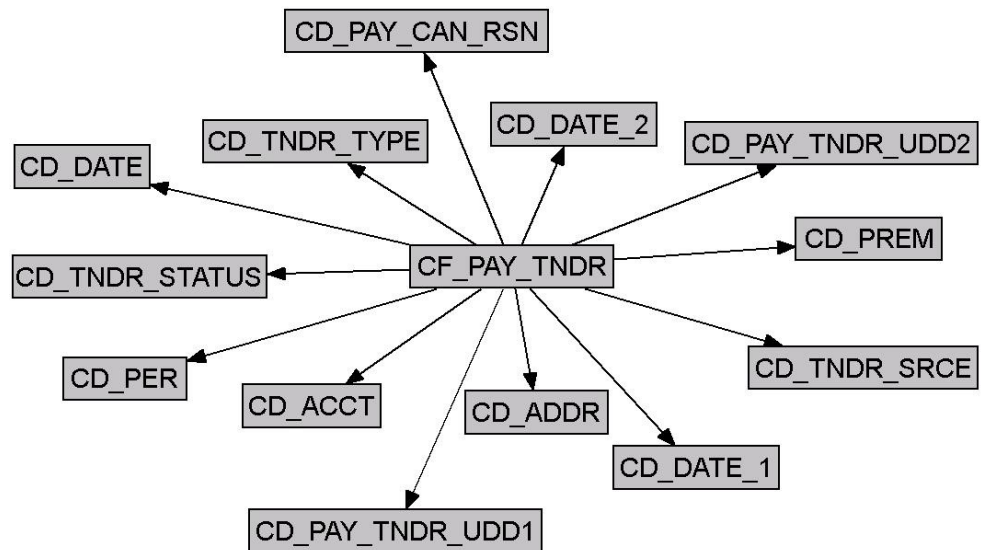 CD_PAY_CAN_RSN
CD_DATE_2
CD_TNDR_TYPE
CD_PAY_TNDR_UDD2
CD_DATE
CD_PREM
CF_PAY_TNDR
CD_TNDR_STATUS
CD_TNDR_SRCE
CD_PER
CD_ACCT
CD_ADDR
CD_DATE_1
CD_PAY_TNDR_UDD1